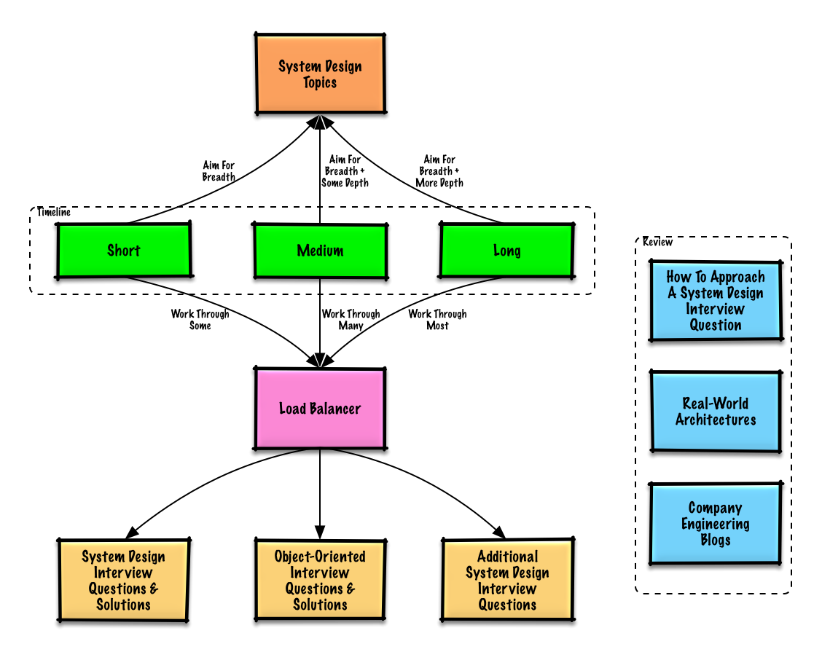 System Design
Topics
Aim For
Breadth
Aim For
Breadth +
Some Depth
Aim For
Breadth +
More Depth
Timeline
Short
Medium
Long
Work Through
Some
Work Through
Many
Work Through
Most
Load Balancer
System Design
Interview
Questions &
Solutions
Object-Oriented
Interview
Questions &
Solutions
Additional
System Design
Interview
Questions
Review
How To Approach
A System Design
Interview
Question
Real-World
Architectures
Company
Engineering
Blogs